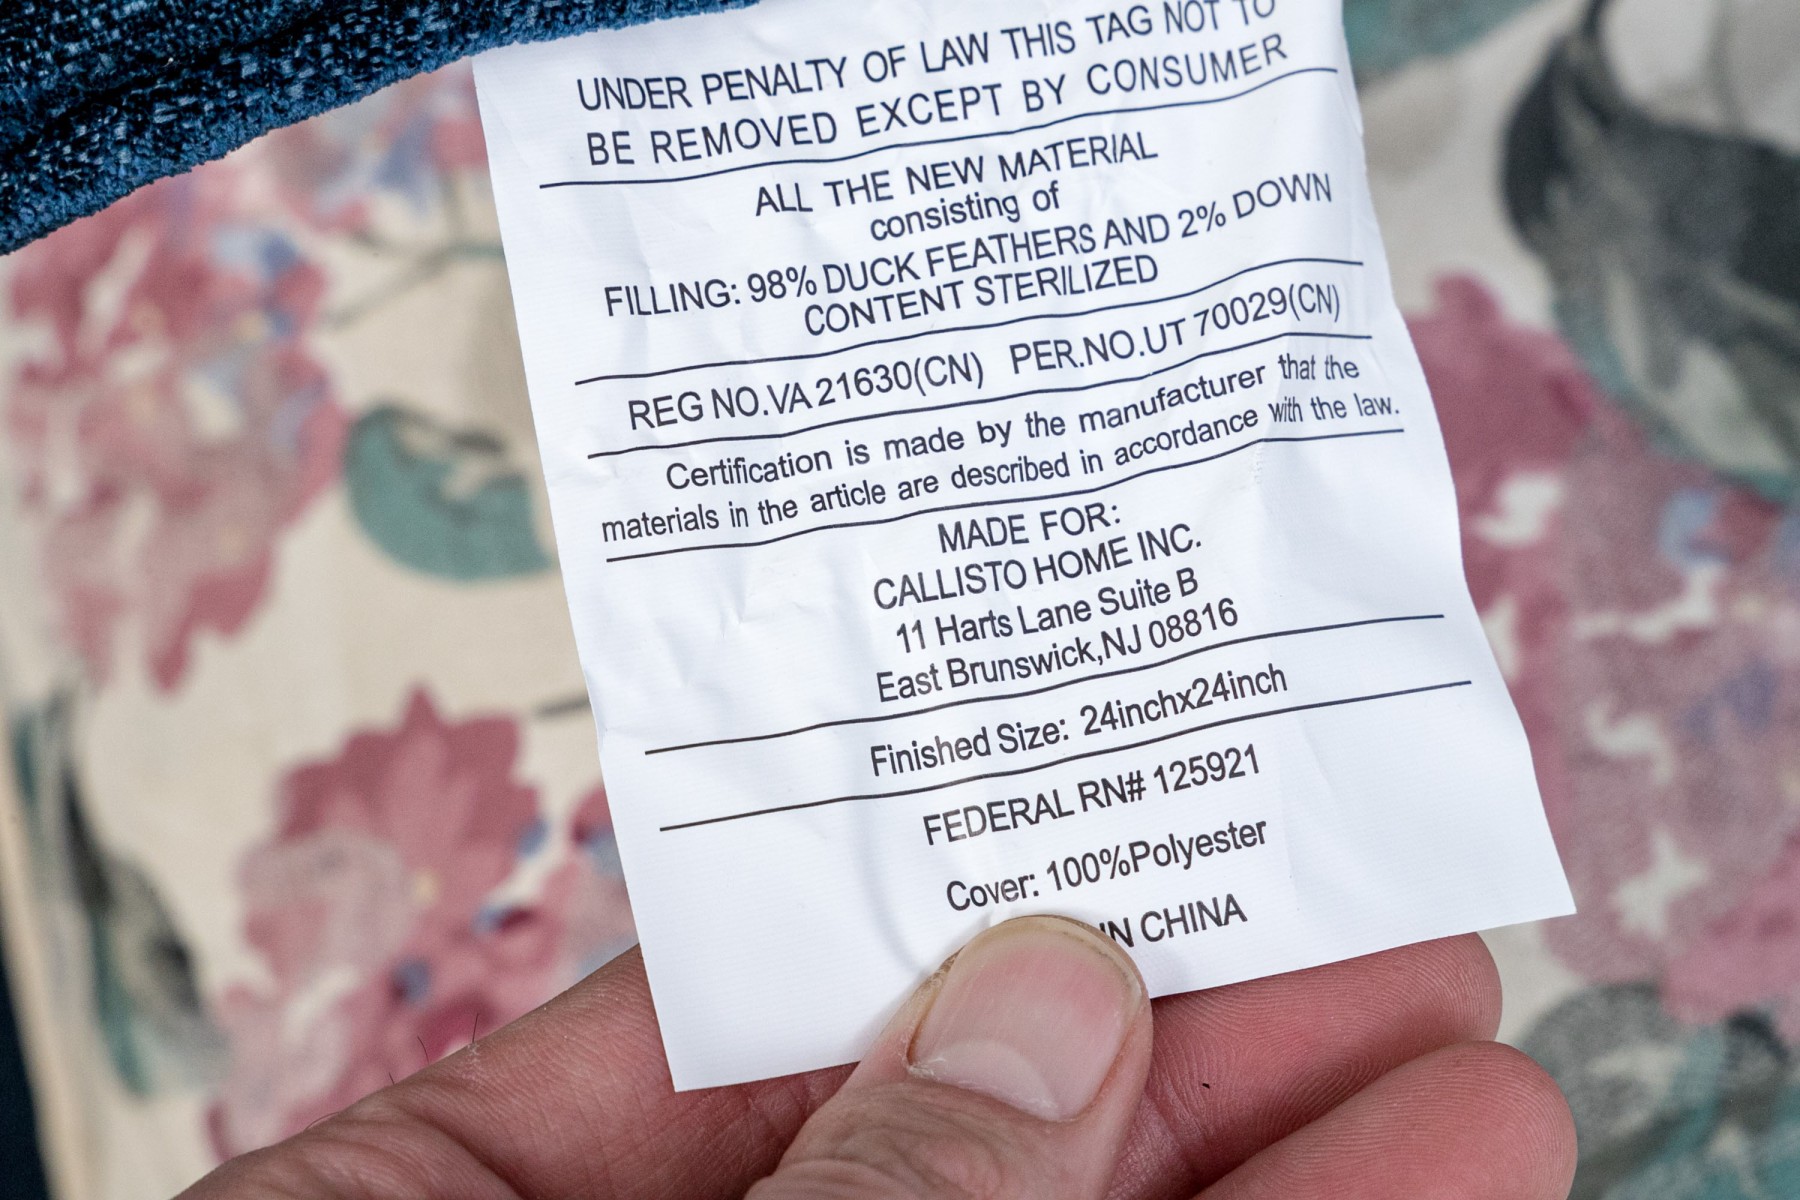 UNDER PENALTY OF LAW THIS TAG NOT TO
BE REMOVED EXCEPT BY CONSUMER
ALL THE NEW MATERIAL
consisting of
FILLING: 98% DUCK FEATHERS AND 2% DOWN
CONTENT STERILIZED
REG NO.VA 21630(CN) PER.NO.UT 70029(CN)
Certification is made by the manufacturer that the
materials in the article are described in accordance with the law.
MADE FOR:
CALLISTO HOME INC.
11 Harts Lane Suite B
East Brunswick,NJ 08816
Finished Size: 24inchx24inch
FEDERAL RN# 125921
Cover: 100%Polyester
IN CHINA